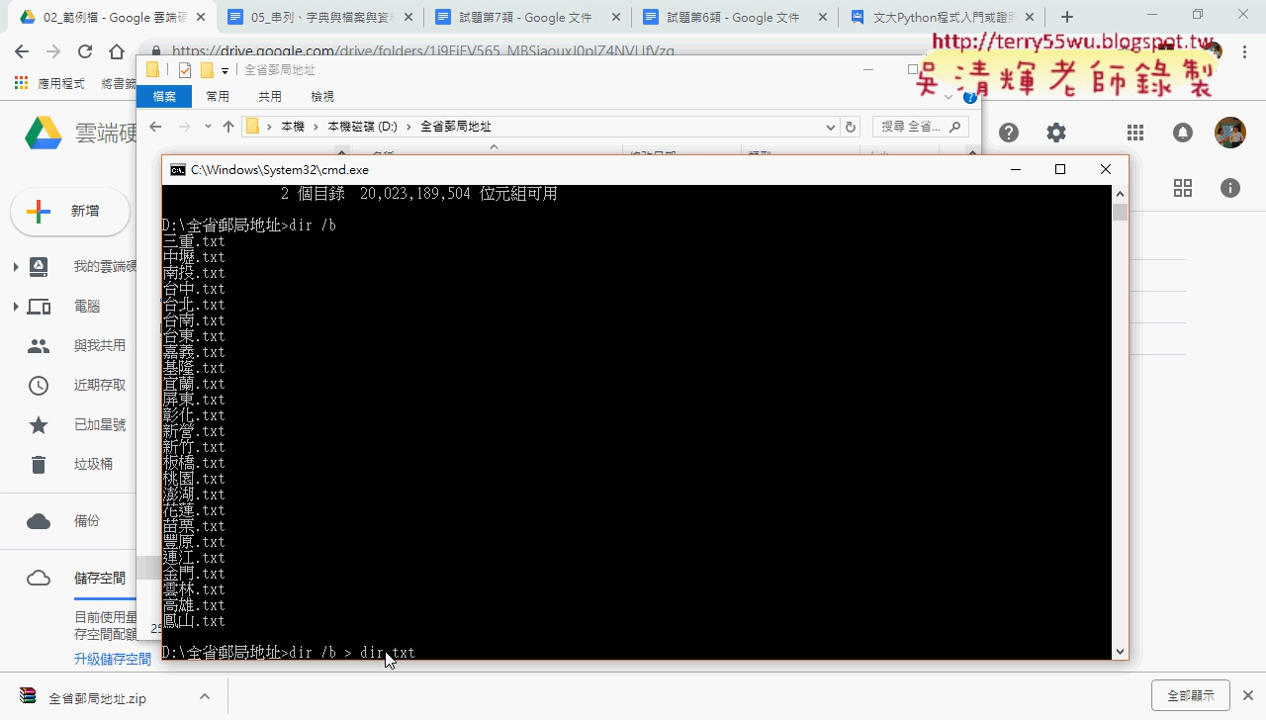 02_範例檔 - Google 雲端硬
05_串列、字典與檔案與資
試題第7類 - Google 文件
試題第6類 - Google 文件
文大Python程式入門或證照
http://terry55wu.blogspot.tw
吳清輝老師錄製
應用程式
將書籤
全省郵局地址
檔案
常用
共用
檢視
本機
本機磁碟 (D:)
全省郵局地址
搜尋 全省...
雲端硬
C:\Windows\System32\cmd.exe
2 個目錄 20,023,189,504 位元組可用
D:\全省郵局地址>dir /b
三重.txt
中壢.txt
南投.txt
台中.txt
台北.txt
台南.txt
台東.txt
嘉義.txt
基隆.txt
宜蘭.txt
屏東.txt
彰化.txt
新營.txt
新竹.txt
板橋.txt
桃園.txt
澎湖.txt
花蓮.txt
苗栗.txt
豐原.txt
連江.txt
金門.txt
雲林.txt
高雄.txt
鳳山.txt
D:\全省郵局地址>dir /b > dir.txt
新增
我的雲端硬
電腦
與我共用
近期存取
已加星號
垃圾桶
備份
儲存空間
目前使用量
存空間配額
升級儲存空間
25
全省郵局地址.zip
全部顯示